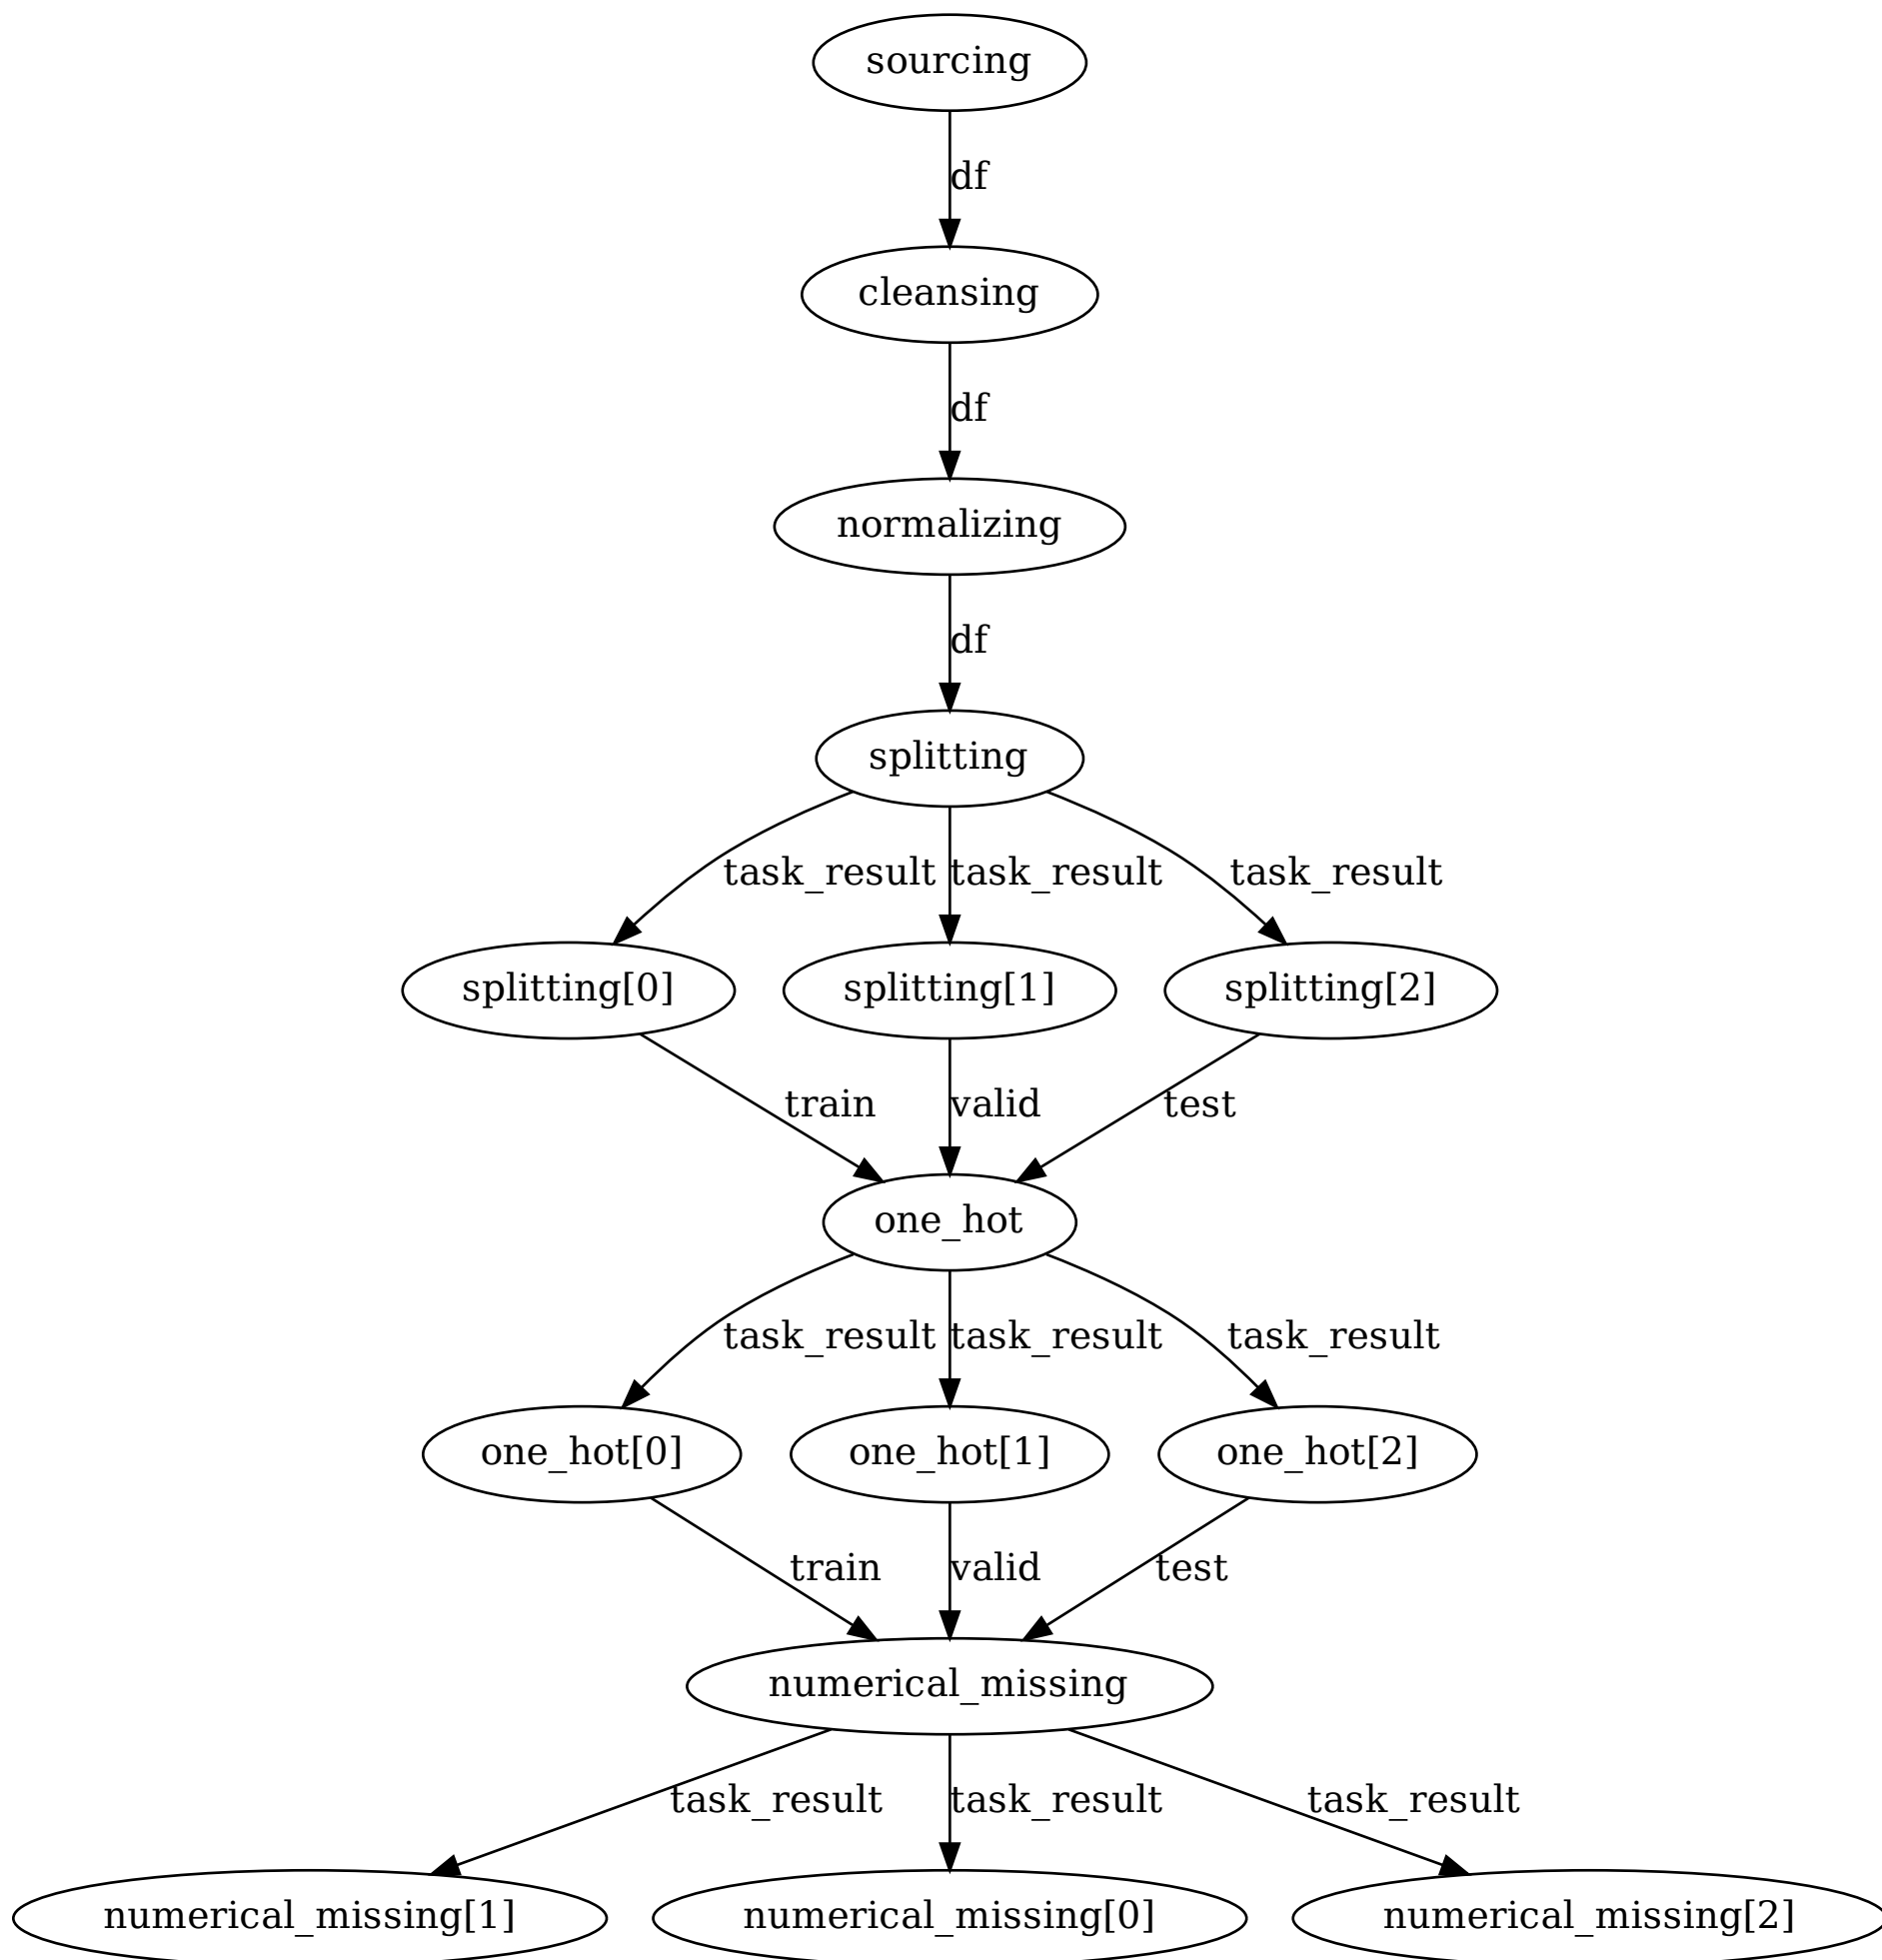 sourcing
df
cleansing
df
normalizing
df
splitting
task_result task_result task_result
splitting[0] splitting[1] splitting[2]
train valid test
one_hot
task_result task_result task_result
one_hot[0] one_hot[1] one_hot[2]
train valid test
numerical_missing
task_result task_result task_result
numerical_missing[1] numerical_missing[0] numerical_missing[2]